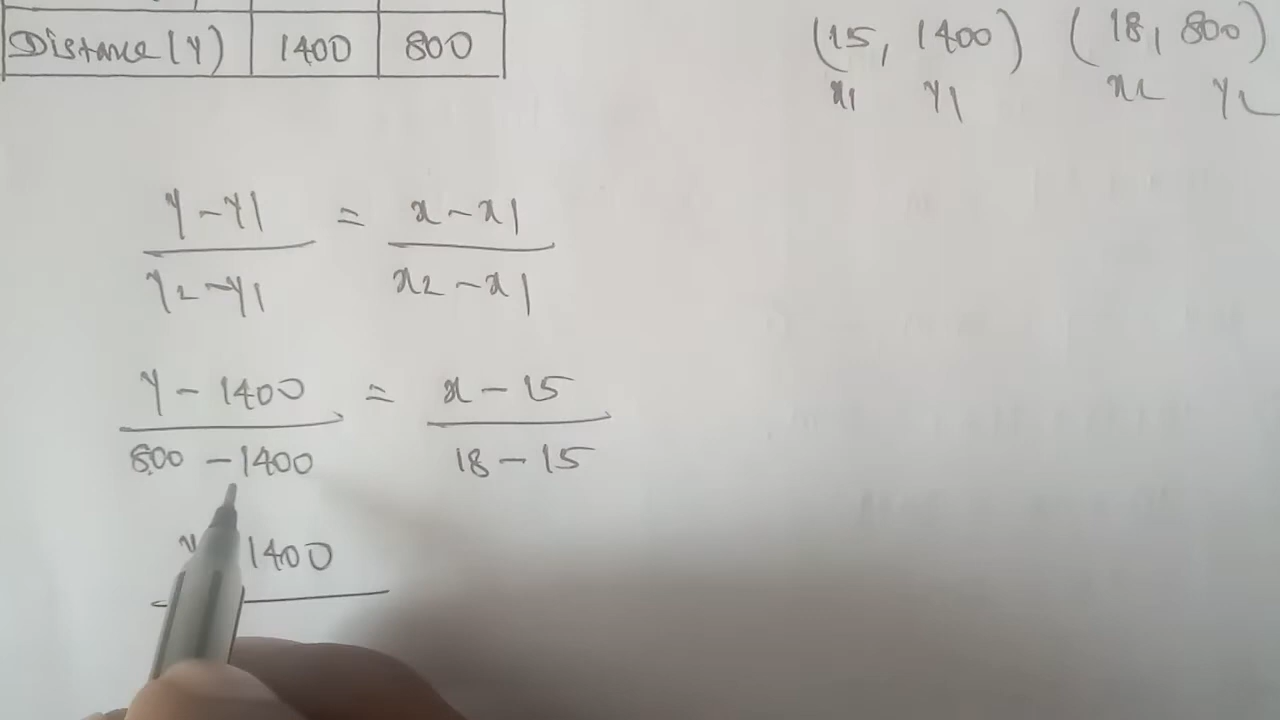 Distance (Y) 1400 800
(15, 1400) (18, 800)
x1 y1 x2 y2
y-y1 = x-x1
y2-y1 x2-x1
y-1400 = x-15
800-1400 18-15
1400